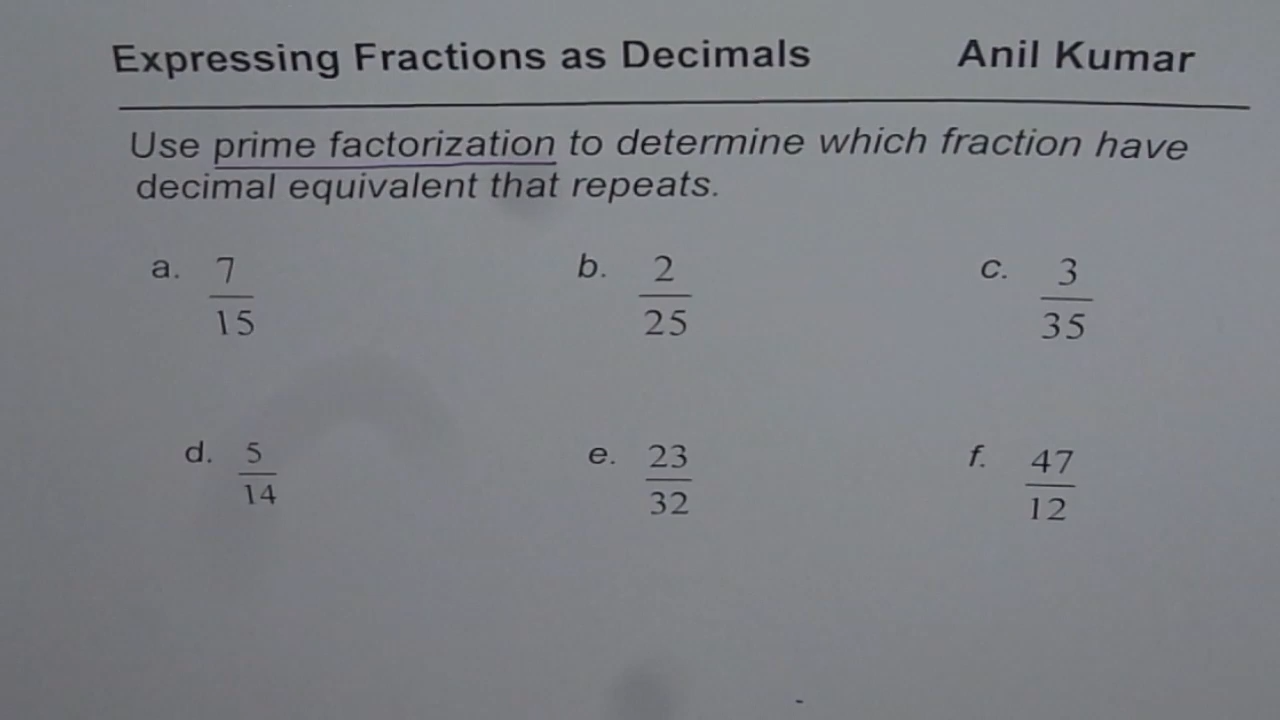 Expressing Fractions as Decimals Anil Kumar
Use prime factorization to determine which fraction have
decimal equivalent that repeats.
a. 7/15 b. 2/25 c. 3/35
d. 5/14 e. 23/32 f. 47/12